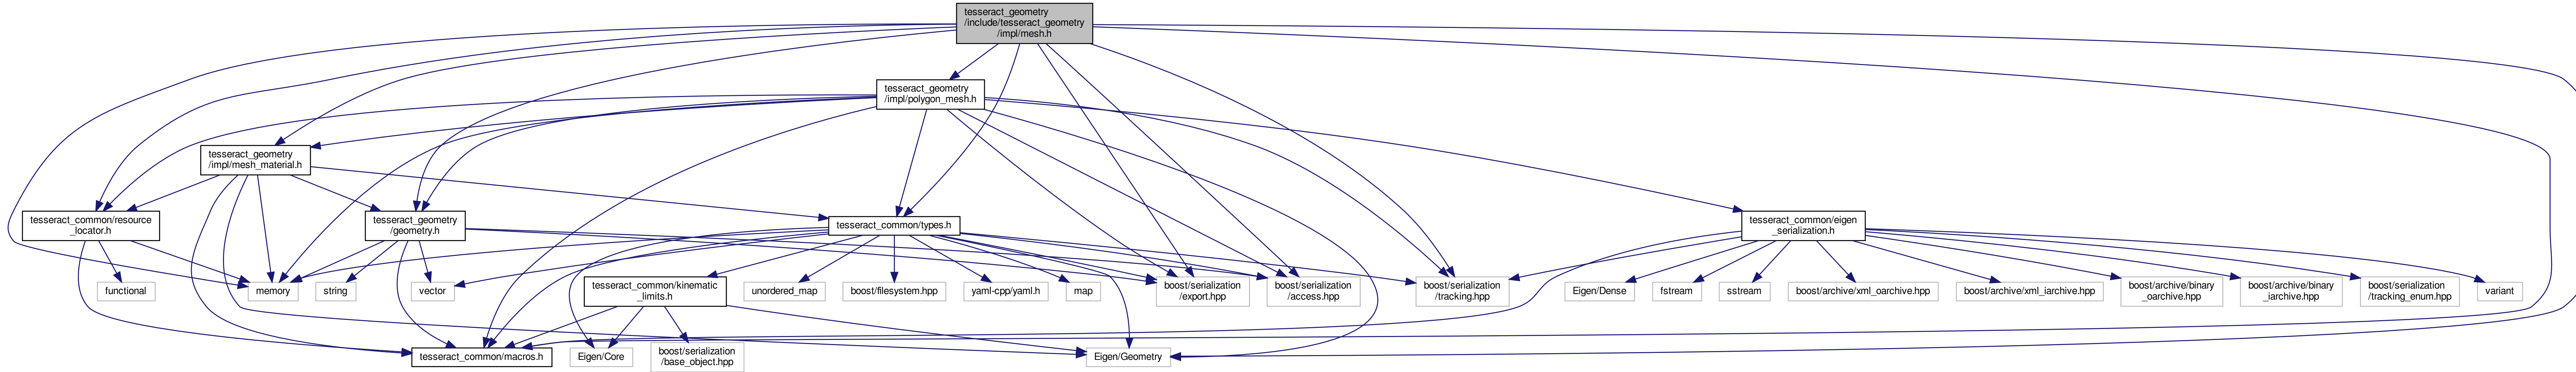 tesseract_geometry
/include/tesseract_geometry
/impl/mesh.h
tesseract_geometry
/impl/polygon_mesh.h
tesseract_geometry
/impl/mesh_material.h
tesseract_common/resource
_locator.h
tesseract_geometry
/geometry.h
tesseract_common/types.h
tesseract_common/eigen
_serialization.h
functional
memory
string
vector
tesseract_common/kinematic
_limits.h
unordered_map
boost/filesystem.hpp
yaml-cpp/yaml.h
map
boost/serialization
/export.hpp
boost/serialization
/access.hpp
boost/serialization
/tracking.hpp
Eigen/Dense
fstream
sstream
boost/archive/xml_oarchive.hpp
boost/archive/xml_iarchive.hpp
boost/archive/binary
_oarchive.hpp
boost/archive/binary
_iarchive.hpp
boost/serialization
/tracking_enum.hpp
variant
tesseract_common/macros.h
Eigen/Core
boost/serialization
/base_object.hpp
Eigen/Geometry